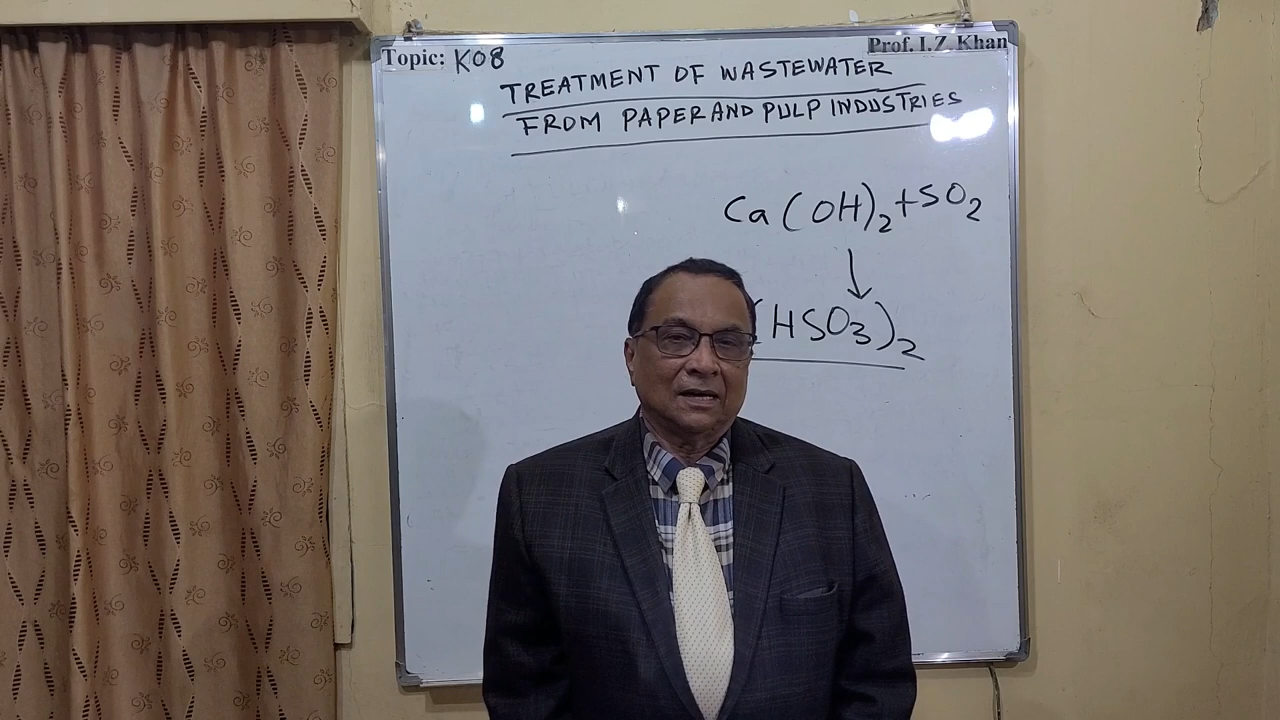 Topic: K08 Prof. I.Z. Khan
TREATMENT OF WASTEWATER
FROM PAPER AND PULP INDUSTRIES
Ca(OH)₂+SO₂
↓
(HSO₃)₂